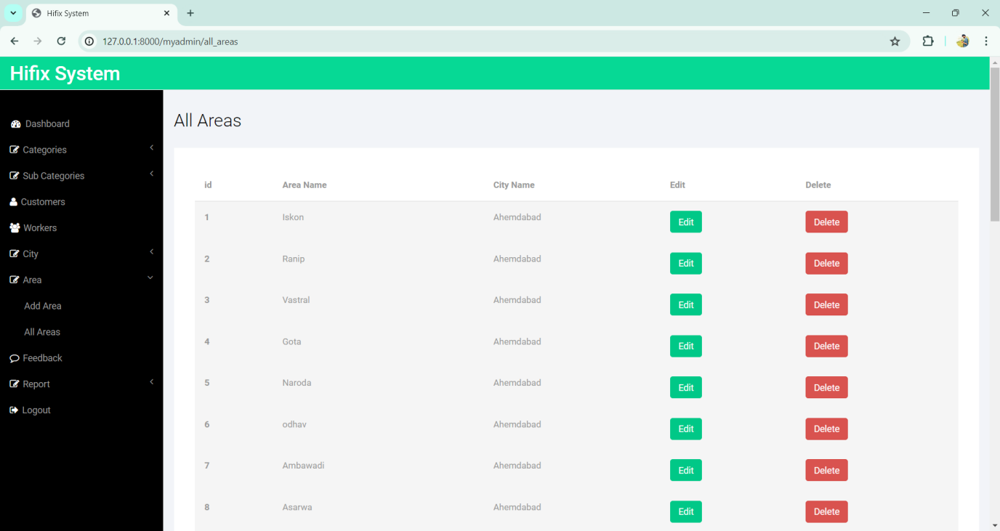 Hifix System
127.0.0.1:8000/myadmin/all_areas
Hifix System
Dashboard
Categories
Sub Categories
Customers
Workers
City
Area
Add Area
All Areas
Feedback
Report
Logout
All Areas
id Area Name City Name Edit Delete
1 Iskon Ahemdabad Edit Delete
2 Ranip Ahemdabad Edit Delete
3 Vastral Ahemdabad Edit Delete
4 Gota Ahemdabad Edit Delete
5 Naroda Ahemdabad Edit Delete
6 odhav Ahemdabad Edit Delete
7 Ambawadi Ahemdabad Edit Delete
8 Asarwa Ahemdabad Edit Delete